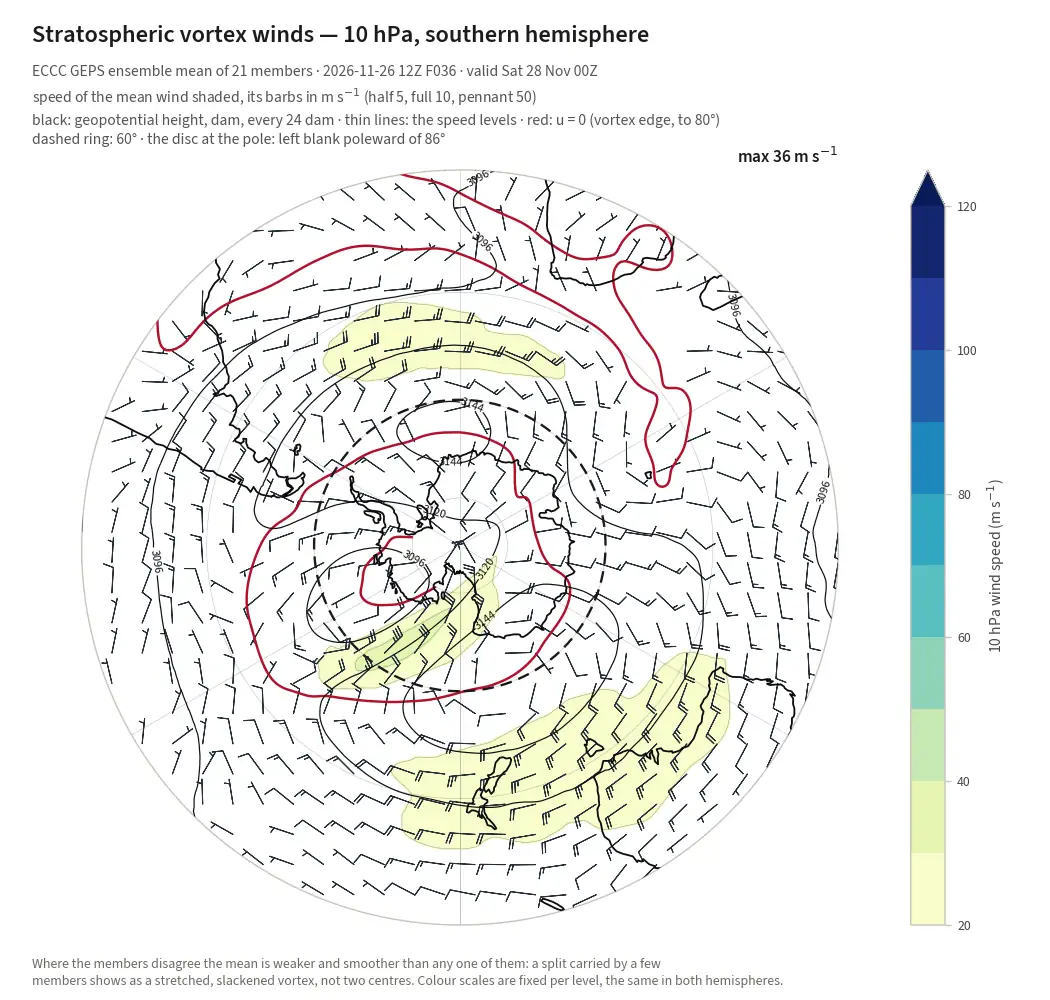 Stratospheric vortex winds — 10 hPa, southern hemisphere
ECCC GEPS ensemble mean of 21 members · 2026-11-26 12Z F036 · valid Sat 28 Nov 00Z
speed of the mean wind shaded, its barbs in m s⁻¹ (half 5, full 10, pennant 50)
black: geopotential height, dam, every 24 dam · thin lines: the speed levels · red: u = 0 (vortex edge, to 80°)
dashed ring: 60° · the disc at the pole: left blank poleward of 86°
max 36 m s⁻¹
3096
3096
3096
3144
3144
3120
3096
3096
3096
3120
3144
120
100
80
60
40
20
10 hPa wind speed (m s⁻¹)
Where the members disagree the mean is weaker and smoother than any one of them: a split carried by a few
members shows as a stretched, slackened vortex, not two centres. Colour scales are fixed per level, the same in both hemispheres.